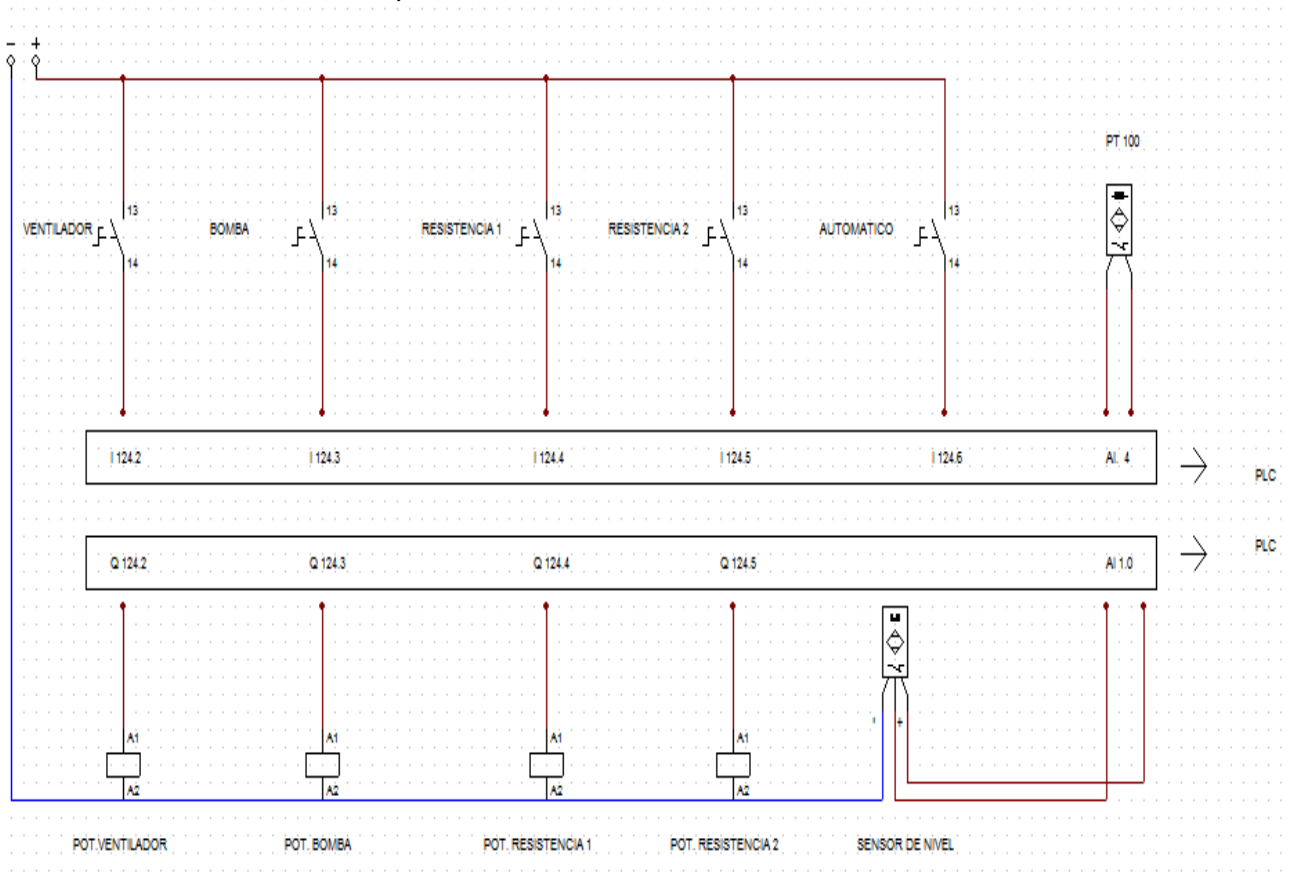 - +
PT 100
13 13 13 13 13
VENTILADOR BOMBA RESISTENCIA 1 RESISTENCIA 2 AUTOMATICO
14 14 14 14 14
I 124.2 I 124.3 I 124.4 I 124.5 I 124.6 AI. 4
PLC
PLC
Q 124.2 Q 124.3 Q 124.4 Q 124.5 AI 1.0
- +
A1 A1 A1 A1
A2 A2 A2 A2
POT.VENTILADOR POT. BOMBA POT. RESISTENCIA 1 POT. RESISTENCIA 2 SENSOR DE NIVEL